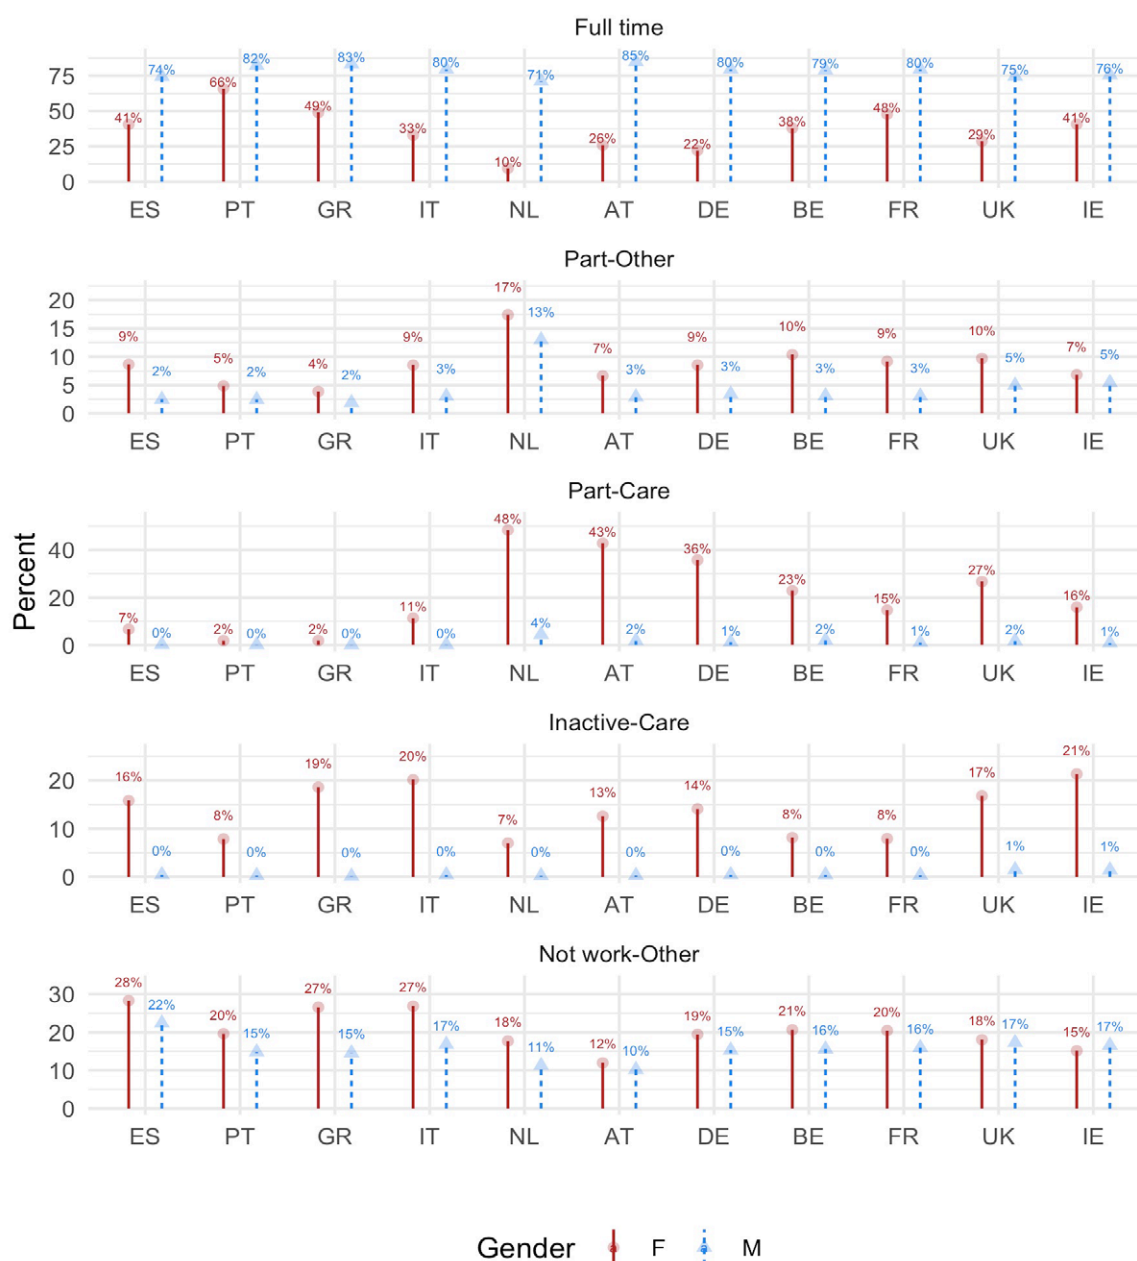 Full time
41% 74% 66% 82% 49% 83% 33% 80% 10% 71% 26% 85% 22% 80% 38% 79% 48% 80% 29% 75% 41% 76%
75
50
25
0
ES PT GR IT NL AT DE BE FR UK IE
Part-Other
9% 2% 5% 2% 4% 2% 9% 3% 17% 13% 7% 3% 9% 3% 10% 3% 9% 3% 10% 5% 7% 5%
20
15
10
5
0
ES PT GR IT NL AT DE BE FR UK IE
Part-Care
7% 0% 2% 0% 2% 0% 11% 0% 48% 4% 43% 2% 36% 1% 23% 2% 15% 1% 27% 2% 16% 1%
40
20
0
ES PT GR IT NL AT DE BE FR UK IE
Percent
Inactive-Care
16% 0% 8% 0% 19% 0% 20% 0% 7% 0% 13% 0% 14% 0% 8% 0% 8% 0% 17% 1% 21% 1%
20
10
0
ES PT GR IT NL AT DE BE FR UK IE
Not work-Other
28% 22% 20% 15% 27% 15% 27% 17% 18% 11% 12% 10% 19% 15% 21% 16% 20% 16% 18% 17% 15% 17%
30
20
10
0
ES PT GR IT NL AT DE BE FR UK IE
Gender F M